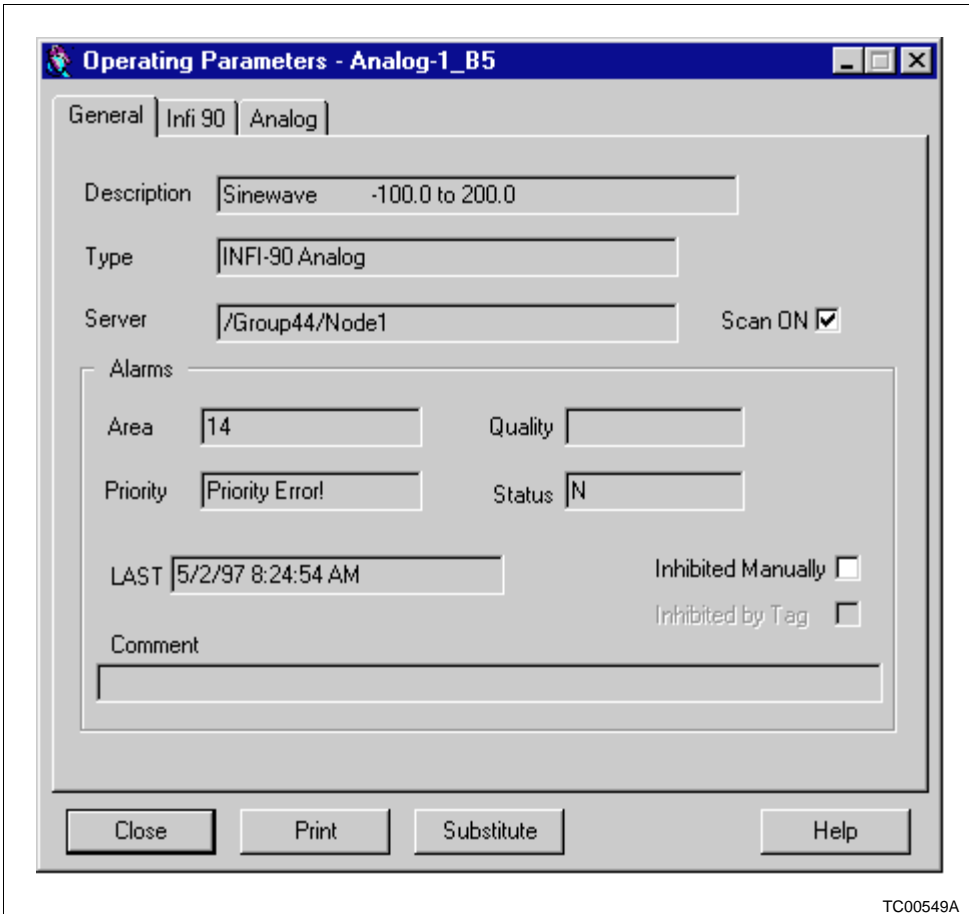 Operating Parameters - Analog-1_B5
General Infi 90 Analog
Description Sinewave -100.0 to 200.0
Type INFI-90 Analog
Server /Group44/Node1 Scan ON
Alarms
Area 14 Quality
Priority Priority Error! Status N
LAST 5/2/97 8:24:54 AM Inhibited Manually
Inhibited by Tag
Comment
Close Print Substitute Help
TC00549A